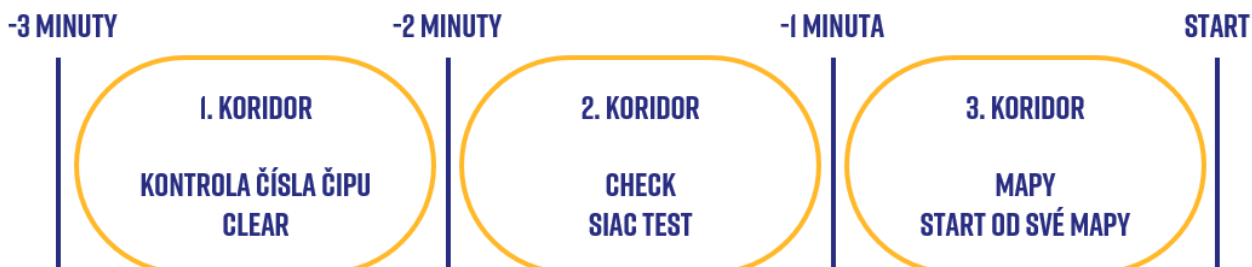 -3 MINUTY
-2 MINUTY
-1 MINUTA
START
1. KORIDOR
KONTROLA ČÍSLA ČIPU
CLEAR
2. KORIDOR
CHECK
SIAC TEST
3. KORIDOR
MAPY
START OD SVÉ MAPY